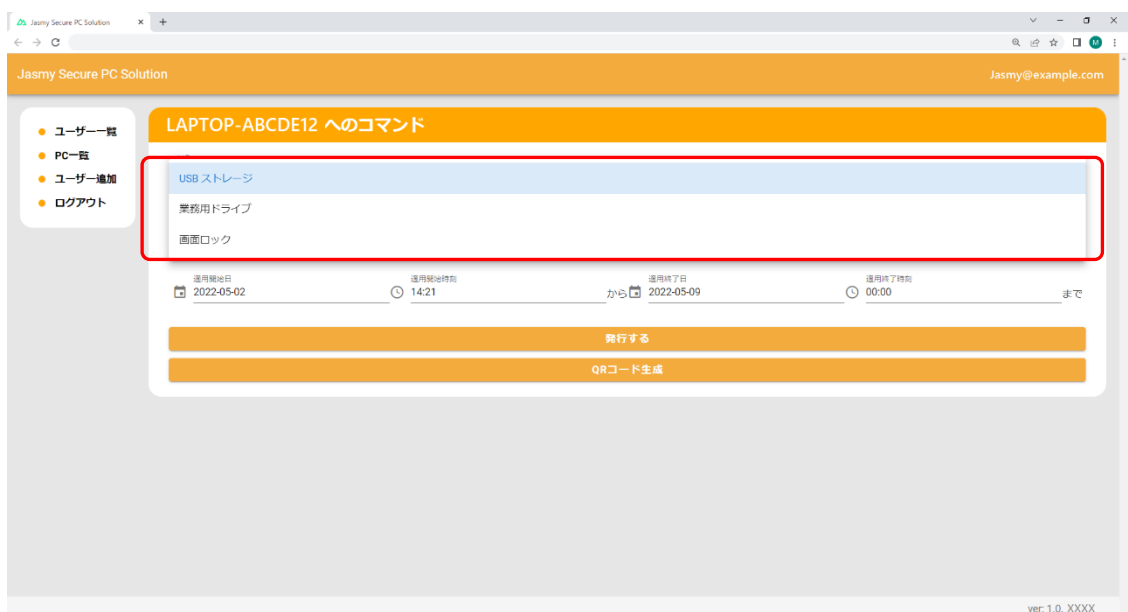 Jasmy Secure PC Solution
Jasmy Secure PC Solution
Jasmy@example.com
ユーザー一覧
PC一覧
ユーザー追加
ログアウト
LAPTOP-ABCDE12 へのコマンド
USB ストレージ
業務用ドライブ
画面ロック
適用開始日 適用開始時刻 適用終了日 適用終了時刻
2022-05-02 14:21 から 2022-05-09 00:00 まで
発行する
QRコード生成
ver: 1.0. XXXX